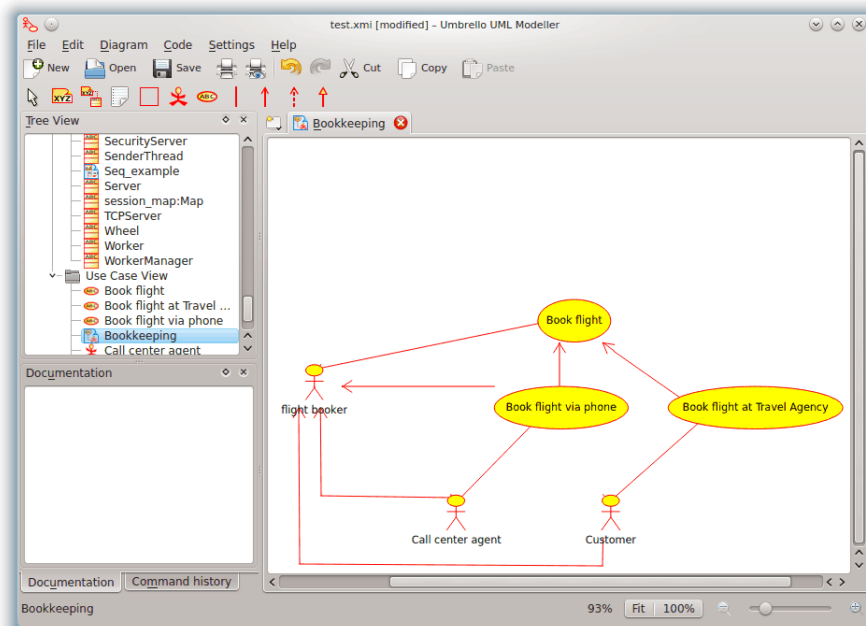 test.xmi [modified] – Umbrello UML Modeller
File Edit Diagram Code Settings Help
New Open Save Cut Copy Paste
XYZ ABC
Tree View
Bookkeeping
SecurityServer
SenderThread
Seq_example
Server
session_map:Map
TCPServer
Wheel
Worker
WorkerManager
Use Case View
Book flight
Book flight at Travel ...
Book flight via phone
Bookkeeping
Call center agent
Documentation
Documentation Command history
Book flight
flight booker
Book flight via phone
Book flight at Travel Agency
Call center agent
Customer
Bookkeeping
93% Fit 100%